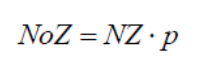 NoZ = NZ · p